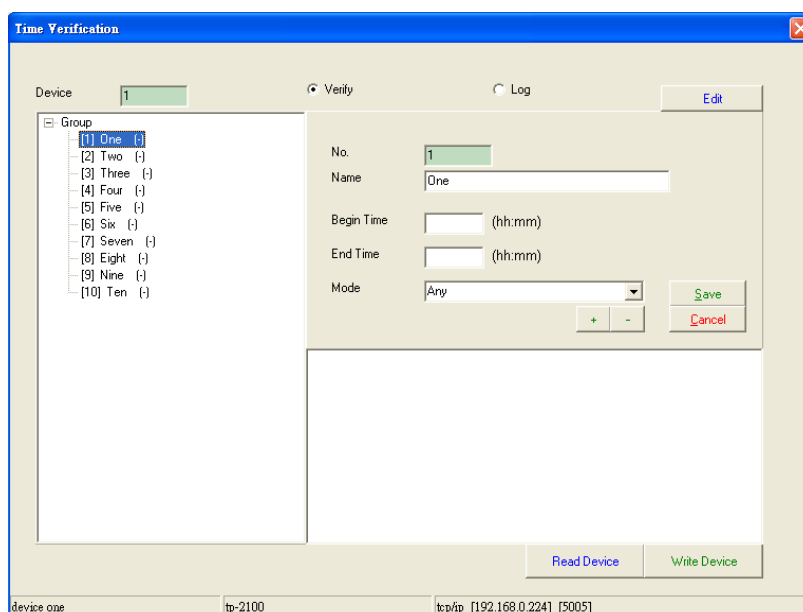 Time Verification
Device 1 Verify Log Edit
Group
[1] One (-)
[2] Two (-)
[3] Three (-)
[4] Four (-)
[5] Five (-)
[6] Six (-)
[7] Seven (-)
[8] Eight (-)
[9] Nine (-)
[10] Ten (-)
No. 1
Name One
Begin Time (hh:mm)
End Time (hh:mm)
Mode Any Save
+ - Cancel
Read Device Write Device
device one tp-2100 tcp/ip [192.168.0.224] [5005]